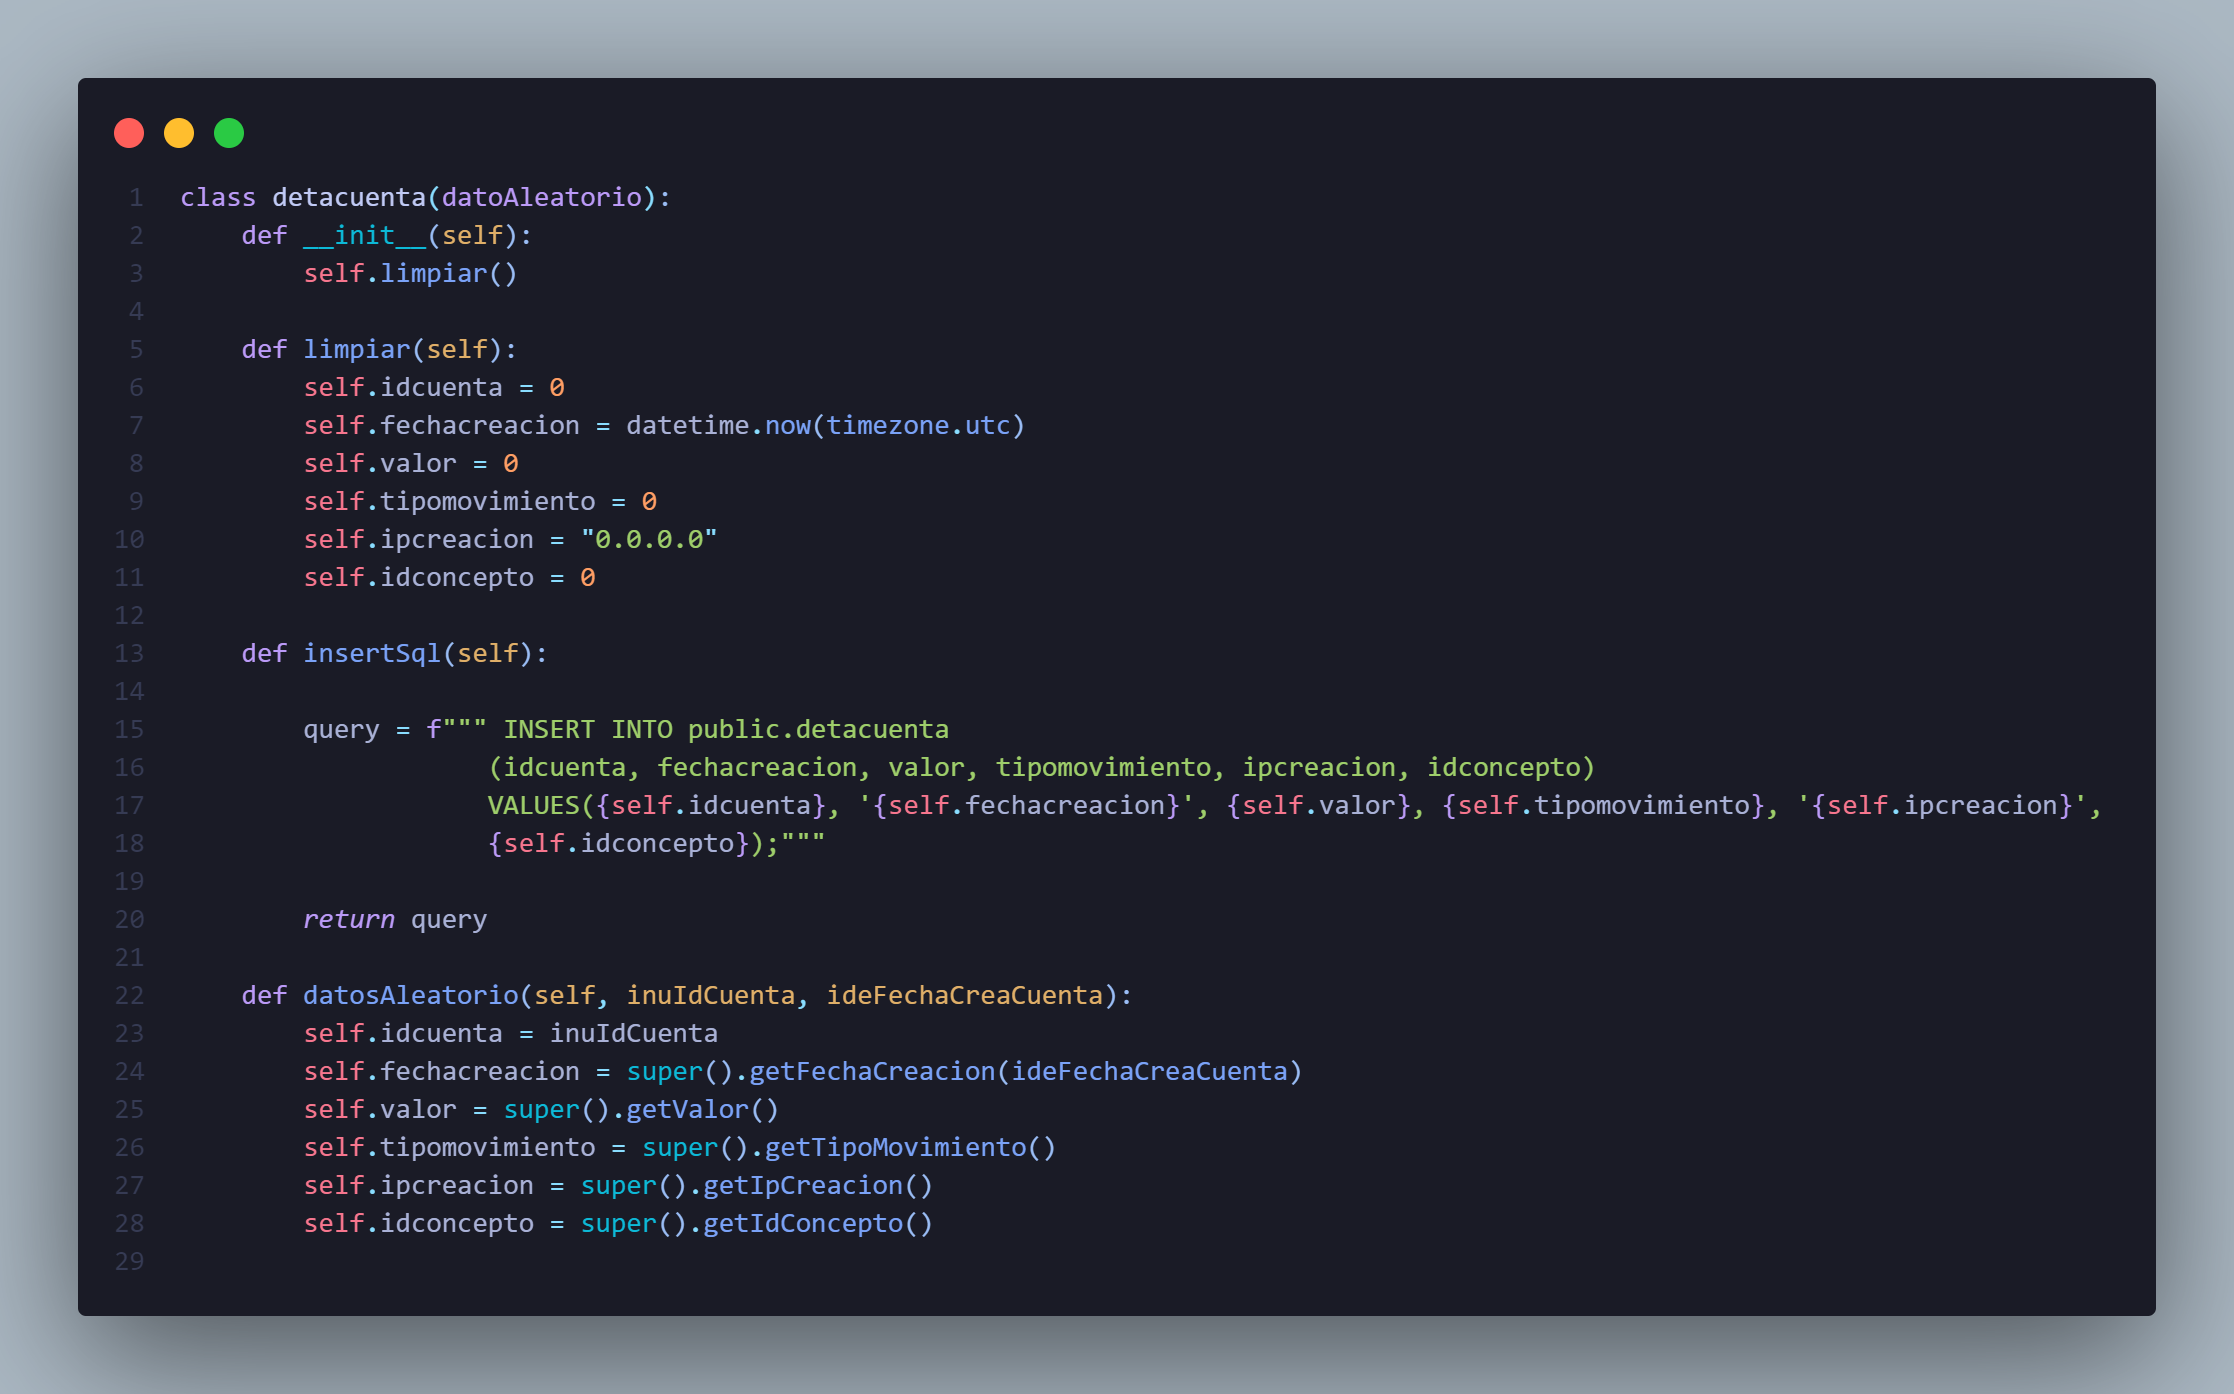 1 class detacuenta(datoAleatorio):
2     def __init__(self):
3         self.limpiar()
4
5     def limpiar(self):
6         self.idcuenta = 0
7         self.fechacreacion = datetime.now(timezone.utc)
8         self.valor = 0
9         self.tipomovimiento = 0
10         self.ipcreacion = "0.0.0.0"
11         self.idconcepto = 0
12
13     def insertSql(self):
14
15         query = f""" INSERT INTO public.detacuenta
16                     (idcuenta, fechacreacion, valor, tipomovimiento, ipcreacion, idconcepto)
17                     VALUES({self.idcuenta}, '{self.fechacreacion}', {self.valor}, {self.tipomovimiento}, '{self.ipcreacion}',
18                     {self.idconcepto});"""
19
20         return query
21
22     def datosAleatorio(self, inuIdCuenta, ideFechaCreaCuenta):
23         self.idcuenta = inuIdCuenta
24         self.fechacreacion = super().getFechaCreacion(ideFechaCreaCuenta)
25         self.valor = super().getValor()
26         self.tipomovimiento = super().getTipoMovimiento()
27         self.ipcreacion = super().getIpCreacion()
28         self.idconcepto = super().getIdConcepto()
29